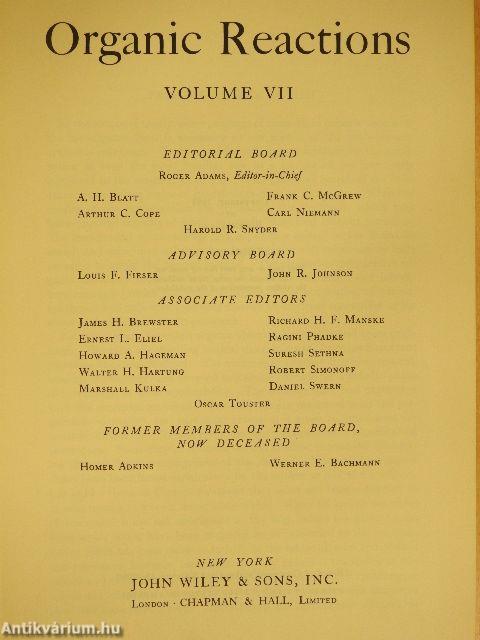 Organic Reactions
VOLUME VII
EDITORIAL BOARD
ROGER ADAMS, Editor-in-Chief
A. H. BLATT FRANK C. MCGREW
ARTHUR C. COPE CARL NIEMANN
HAROLD R. SNYDER
ADVISORY BOARD
LOUIS F. FIESER JOHN R. JOHNSON
ASSOCIATE EDITORS
JAMES H. BREWSTER RICHARD H. F. MANSKE
ERNEST L. ELIEL RAGINI PHADKE
HOWARD A. HAGEMAN SURESH SETHNA
WALTER H. HARTUNG ROBERT SIMONOFF
MARSHALL KULKA DANIEL SWERN
OSCAR TOUSTER
FORMER MEMBERS OF THE BOARD,
NOW DECEASED
HOMER ADKINS WERNER E. BACHMANN
NEW YORK
JOHN WILEY & SONS, INC.
LONDON · CHAPMAN & HALL, LIMITED
Antikvárium.hu